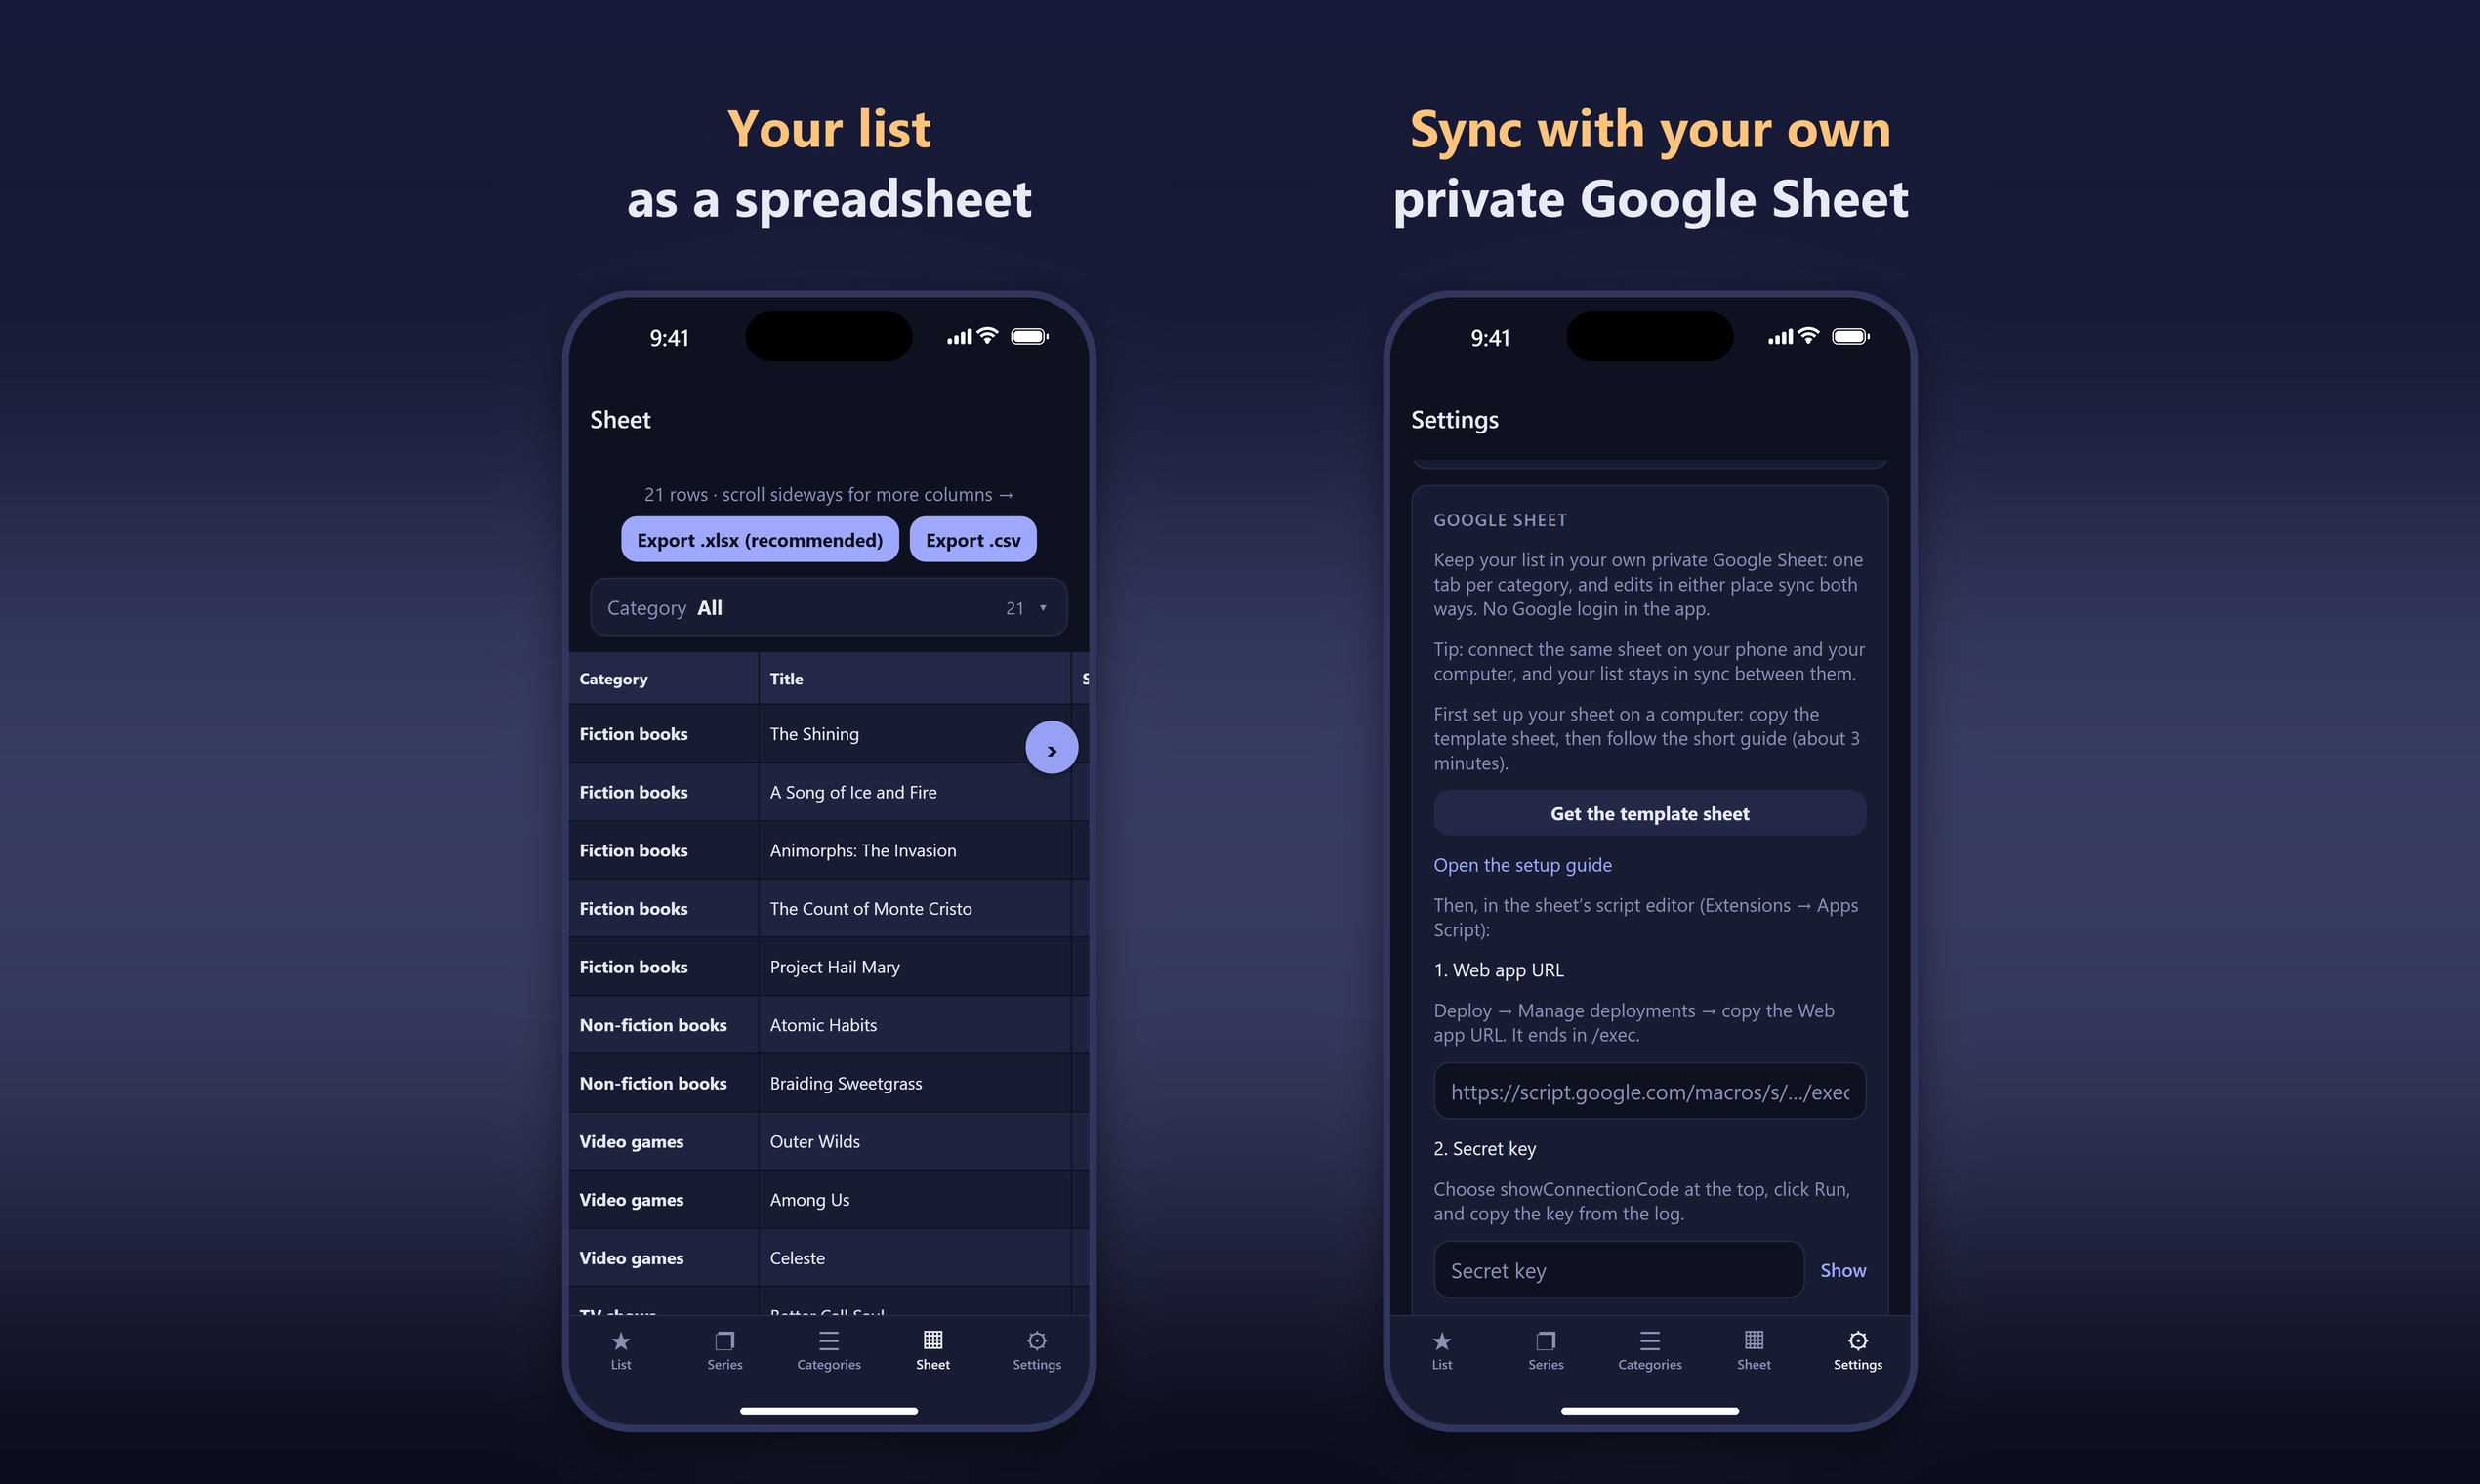 Your list
as a spreadsheet
9:41
Sheet
21 rows · scroll sideways for more columns →
Export .xlsx (recommended) Export .csv
Category All 21 ▾
Category Title S
Fiction books The Shining
›
Fiction books A Song of Ice and Fire
Fiction books Animorphs: The Invasion
Fiction books The Count of Monte Cristo
Fiction books Project Hail Mary
Non-fiction books Atomic Habits
Non-fiction books Braiding Sweetgrass
Video games Outer Wilds
Video games Among Us
Video games Celeste
TV shows Better Call Saul
List Series Categories Sheet Settings
Sync with your own
private Google Sheet
9:41
Settings
GOOGLE SHEET
Keep your list in your own private Google Sheet: one
tab per category, and edits in either place sync both
ways. No Google login in the app.
Tip: connect the same sheet on your phone and your
computer, and your list stays in sync between them.
First set up your sheet on a computer: copy the
template sheet, then follow the short guide (about 3
minutes).
Get the template sheet
Open the setup guide
Then, in the sheet’s script editor (Extensions → Apps
Script):
1. Web app URL
Deploy → Manage deployments → copy the Web
app URL. It ends in /exec.
https://script.google.com/macros/s/…/exec
2. Secret key
Choose showConnectionCode at the top, click Run,
and copy the key from the log.
Secret key Show
List Series Categories Sheet Settings